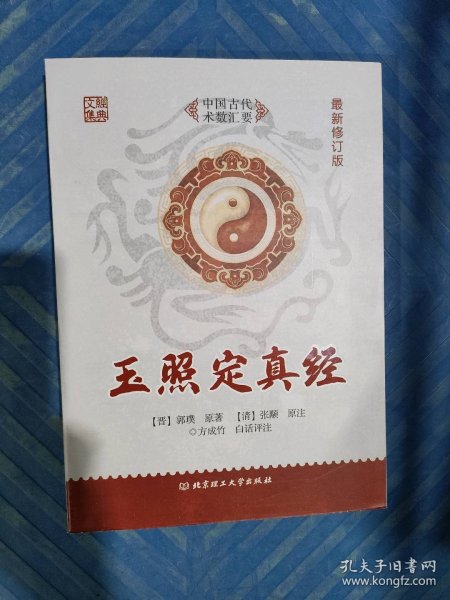 經典
文集
中国古代
术数汇要
最新修订版
玉照定真经
【晋】郭璞 原著 【清】张颙 原注
◎方成竹 白话评注
北京理工大学出版社
孔夫子旧书网
www.kongfz.com